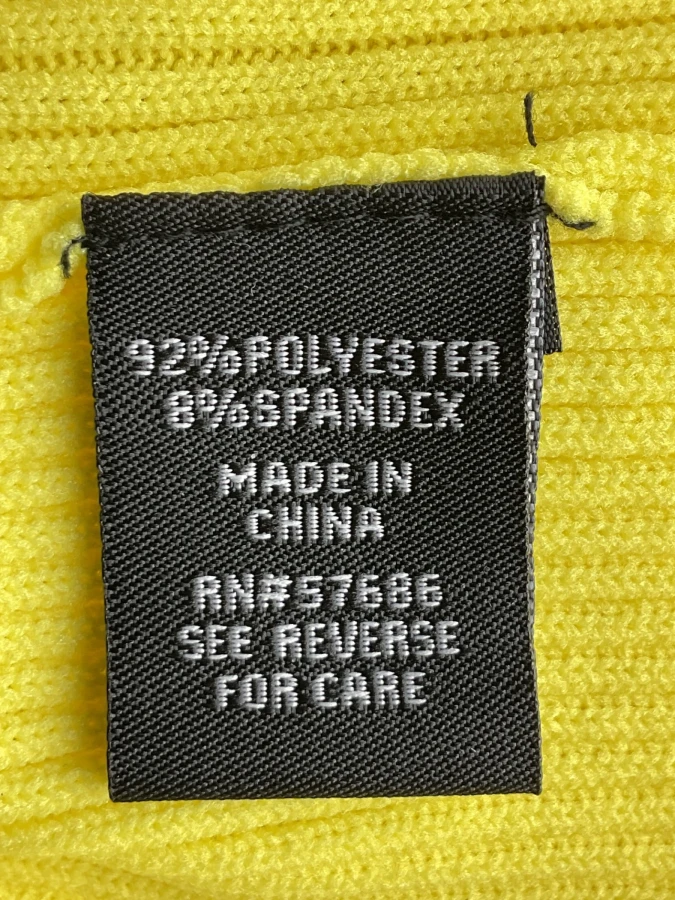 92%POLYESTER
8%SPANDEX
MADE IN
CHINA
RN#57686
SEE REVERSE
FOR CARE